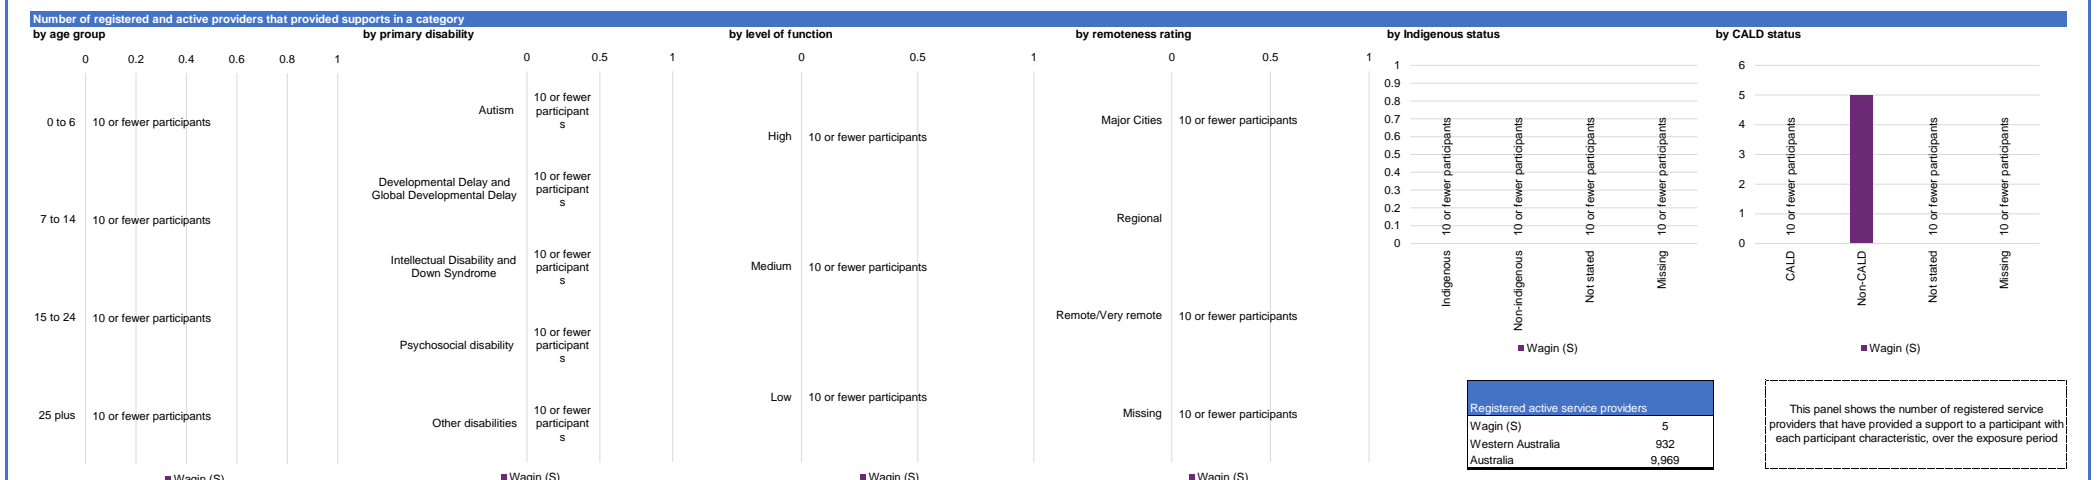 Number of registered and active providers that provided supports in a category
by age group
0 0.2 0.4 0.6 0.8 1
0 to 6 10 or fewer participants
7 to 14 10 or fewer participants
15 to 24 10 or fewer participants
25 plus 10 or fewer participants
Wagin (S)
by primary disability
0 0.5 1
Autism
10 or fewer
participant
s
Developmental Delay and
Global Developmental Delay
10 or fewer
participant
s
Intellectual Disability and
Down Syndrome
10 or fewer
participant
s
Psychosocial disability
10 or fewer
participant
s
Other disabilities
10 or fewer
participant
s
Wagin (S)
by level of function
0 0.5 1
High 10 or fewer participants
Medium 10 or fewer participants
Low 10 or fewer participants
Wagin (S)
by remoteness rating
0 0.5 1
Major Cities 10 or fewer participants
Regional
Remote/Very remote 10 or fewer participants
Missing 10 or fewer participants
Wagin (S)
by Indigenous status
1
0.9
0.8
0.7
0.6
0.5
0.4
0.3
0.2
0.1
0
10 or fewer participants
10 or fewer participants
10 or fewer participants
10 or fewer participants
Indigenous
Non-indigenous
Not stated
Missing
Wagin (S)
by CALD status
6
5
4
3
2
1
0
10 or fewer participants
10 or fewer participants
10 or fewer participants
CALD
Non-CALD
Not stated
Missing
Wagin (S)
Registered active service providers
Wagin (S) 5
Western Australia 932
Australia 9,969
This panel shows the number of registered service
providers that have provided a support to a participant with
each participant characteristic, over the exposure period